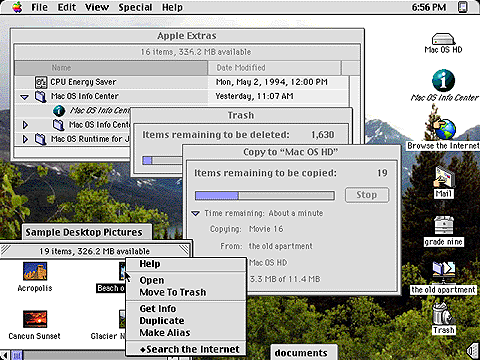 File Edit View Special Help 6:56 PM
Apple Extras
16 items, 334.2 MB available
Name Date Modified
CPU Energy Saver Mon, May 2, 1994, 12:00 PM
Mac OS Info Center Yesterday, 11:07 AM
Mac OS Info Center
Mac OS Info Cen
Mac OS Runtime for J
Trash
Items remaining to be deleted: 1,630
Copy to “Mac OS HD”
Items remaining to be copied: 19
Stop
Time remaining: About a minute
Copying: Movie 16
From: the old apartment
Mac OS HD
3.3 MB of 11.4 MB
Sample Desktop Pictures
19 items, 326.2 MB available
Acropolis
Beach o
Cancun Sunset
Glacier N
Help
Open
Move To Trash
Get Info
Duplicate
Make Alias
Search the Internet
documents
Mac OS HD
Mac OS Info Center
Browse the Internet
Mail
grade nine
the old apartment
Trash